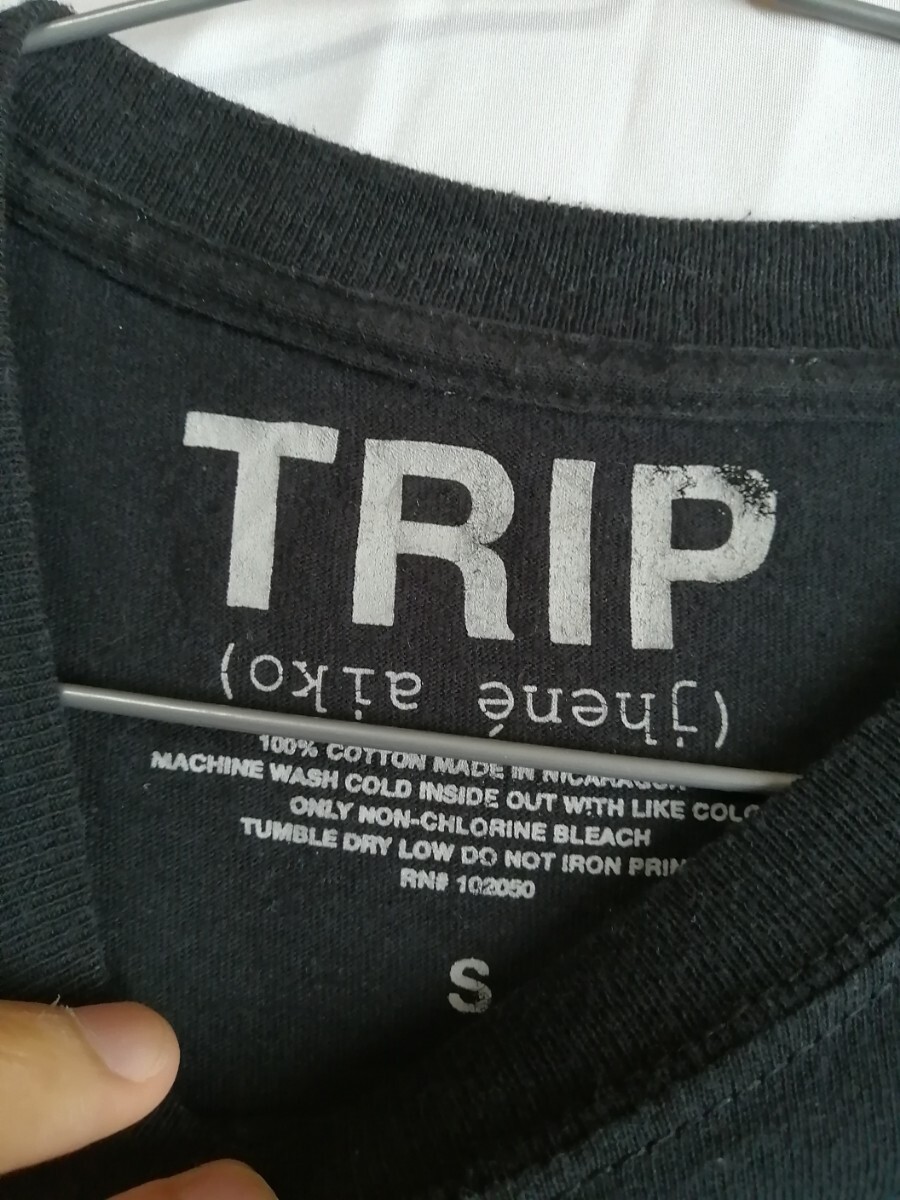 TRIP
(jhené aiko)
100% COTTON MADE IN
MACHINE WASH COLD INSIDE OUT WITH LIKE
ONLY NON-CHLORINE BLEACH
TUMBLE DRY LOW DO NOT IRON
RN# 102050
S